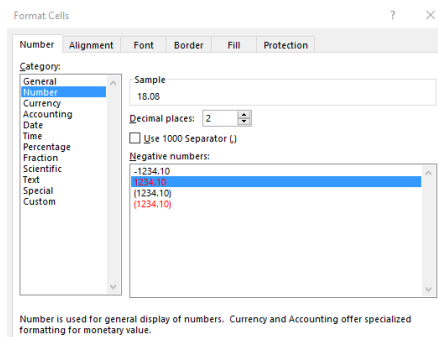 Format Cells ? ×
Number Alignment Font Border Fill Protection
Category:
General
Number
Currency
Accounting
Date
Time
Percentage
Fraction
Scientific
Text
Special
Custom
Sample
18.08
Decimal places: 2
Use 1000 Separator (,)
Negative numbers:
-1234.10
1234.10
(1234.10)
(1234.10)
Number is used for general display of numbers. Currency and Accounting offer specialized
formatting for monetary value.